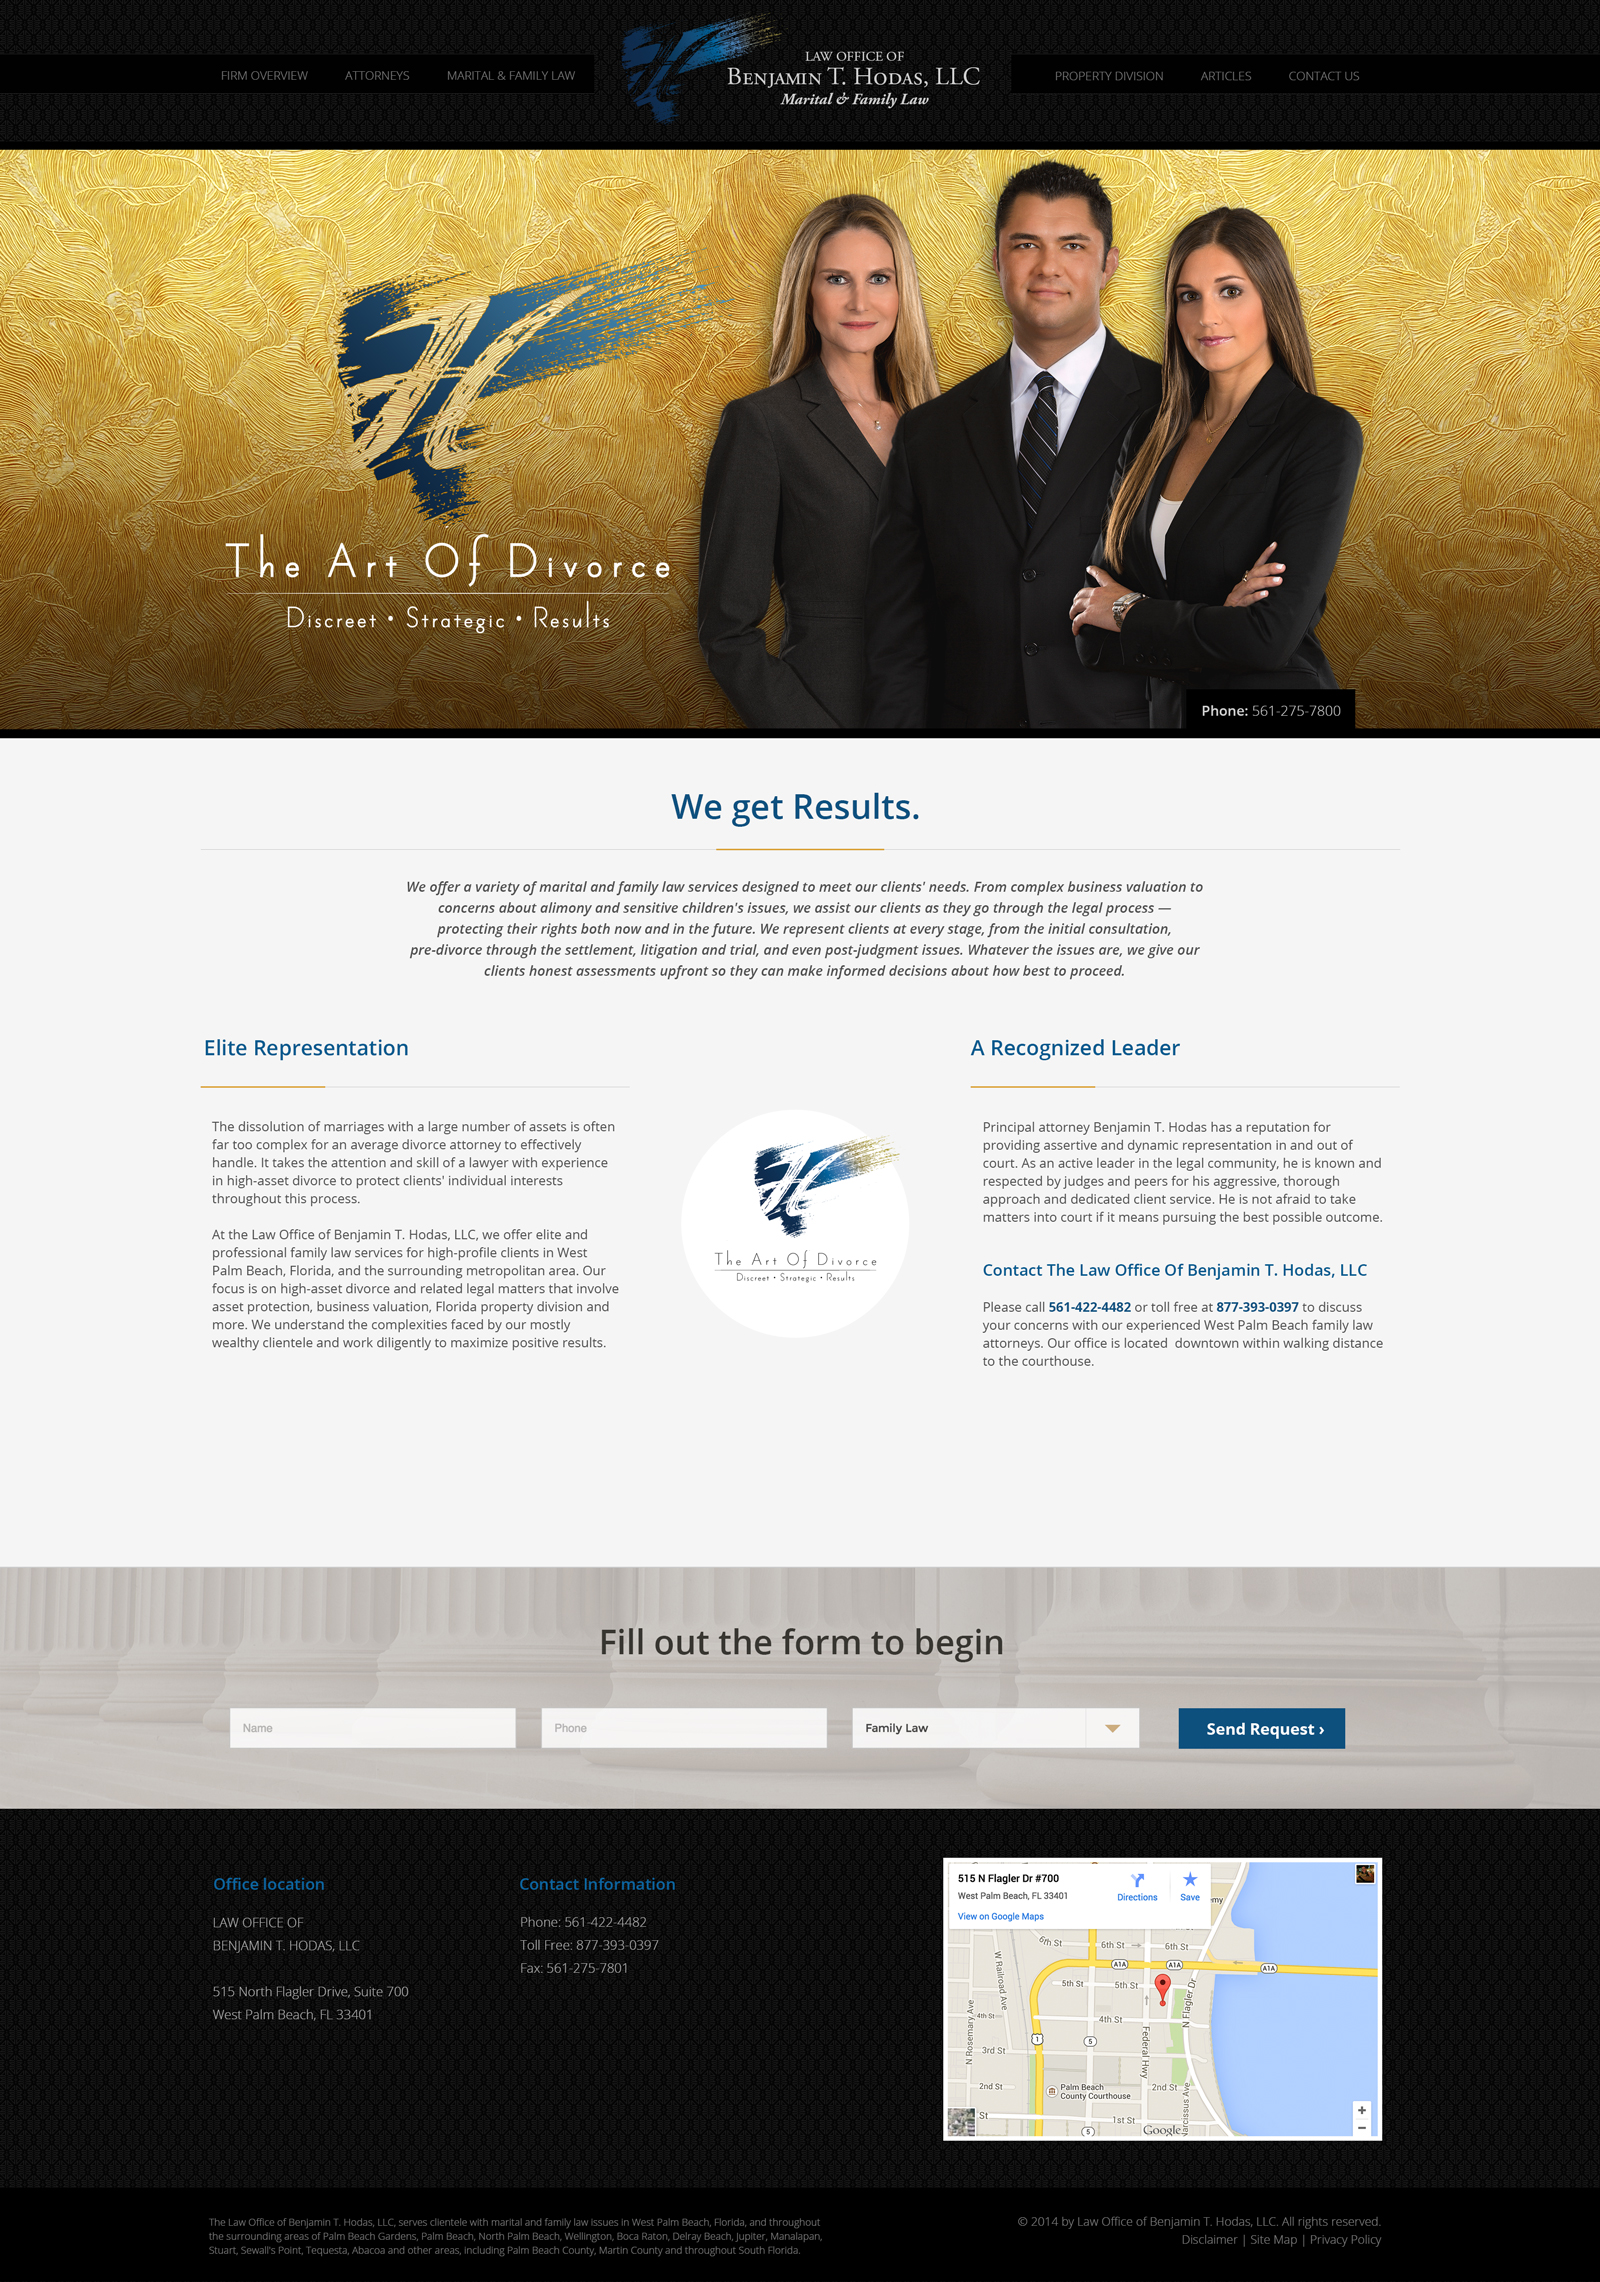 FIRM OVERVIEW
ATTORNEYS
MARITAL & FAMILY LAW
LAW OFFICE OF
BENJAMIN T. HODAS, LLC
Marital & Family Law
PROPERTY DIVISION
ARTICLES
CONTACT US
The Art Of Divorce
Discreet • Strategic • Results
Phone: 561-275-7800
We get Results.
We offer a variety of marital and family law services designed to meet our clients' needs. From complex business valuation to
concerns about alimony and sensitive children's issues, we assist our clients as they go through the legal process —
protecting their rights both now and in the future. We represent clients at every stage, from the initial consultation,
pre-divorce through the settlement, litigation and trial, and even post-judgment issues. Whatever the issues are, we give our
clients honest assessments upfront so they can make informed decisions about how best to proceed.
Elite Representation
The dissolution of marriages with a large number of assets is often
far too complex for an average divorce attorney to effectively
handle. It takes the attention and skill of a lawyer with experience
in high-asset divorce to protect clients' individual interests
throughout this process.
At the Law Office of Benjamin T. Hodas, LLC, we offer elite and
professional family law services for high-profile clients in West
Palm Beach, Florida, and the surrounding metropolitan area. Our
focus is on high-asset divorce and related legal matters that involve
asset protection, business valuation, Florida property division and
more. We understand the complexities faced by our mostly
wealthy clientele and work diligently to maximize positive results.
The Art Of Divorce
Discreet • Strategic • Results
A Recognized Leader
Principal attorney Benjamin T. Hodas has a reputation for
providing assertive and dynamic representation in and out of
court. As an active leader in the legal community, he is known and
respected by judges and peers for his aggressive, thorough
approach and dedicated client service. He is not afraid to take
matters into court if it means pursuing the best possible outcome.
Contact The Law Office Of Benjamin T. Hodas, LLC
Please call 561-422-4482 or toll free at 877-393-0397 to discuss
your concerns with our experienced West Palm Beach family law
attorneys. Our office is located downtown within walking distance
to the courthouse.
Fill out the form to begin
Name
Phone
Family Law
Send Request ›
Office location
LAW OFFICE OF
BENJAMIN T. HODAS, LLC
515 North Flagler Drive, Suite 700
West Palm Beach, FL 33401
Contact Information
Phone: 561-422-4482
Toll Free: 877-393-0397
Fax: 561-275-7801
515 N Flagler Dr #700
West Palm Beach, FL 33401
View on Google Maps
Directions
Save
emy
6th St
6th St
6th St
A1A
A1A
A1A
W Railroad Ave
5th St
5th St
N Flagler Dr
4th St
4th St
N Rosemary Ave
1
5
Federal Hwy
3rd St
2nd St
Palm Beach
County Courthouse
2nd St
Narcissus Ave
St
1st St
5
Google
+
−
The Law Office of Benjamin T. Hodas, LLC, serves clientele with marital and family law issues in West Palm Beach, Florida, and throughout
the surrounding areas of Palm Beach Gardens, Palm Beach, North Palm Beach, Wellington, Boca Raton, Delray Beach, Jupiter, Manalapan,
Stuart, Sewall's Point, Tequesta, Abacoa and other areas, including Palm Beach County, Martin County and throughout South Florida.
© 2014 by Law Office of Benjamin T. Hodas, LLC. All rights reserved.
Disclaimer | Site Map | Privacy Policy